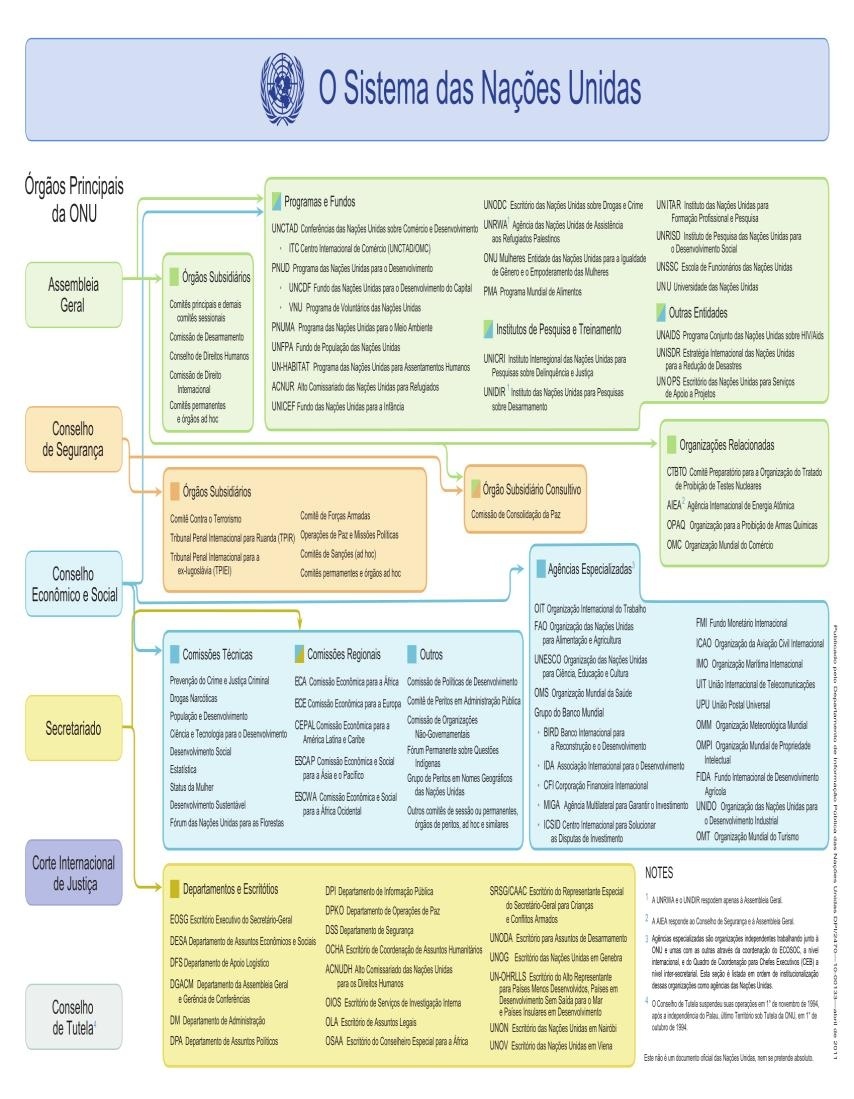 O Sistema das Nações Unidas
Órgãos Principais
da ONU
Assembleia
Geral
Conselho
de Segurança
Conselho
Econômico e Social
Secretariado
Corte Internacional
de Justiça
Conselho
de Tutela4
Órgãos Subsidiários
Comitês principais e demais
comitês sessionais
Comissão de Desarmamento
Conselho de Direitos Humanos
Comissão de Direito
Internacional
Comitês permanentes
e órgãos ad hoc
Programas e Fundos
UNCTAD Conferências das Nações Unidas sobre Comércio e Desenvolvimento
• ITC Centro Internacional de Comércio (UNCTAD/OMC)
PNUD Programa das Nações Unidas para o Desenvolvimento
• UNCDF Fundo das Nações Unidas para o Desenvolvimento do Capital
• VNU Programa de Voluntários das Nações Unidas
PNUMA Programa das Nações Unidas para o Meio Ambiente
UNFPA Fundo de População das Nações Unidas
UN-HABITAT Programa das Nações Unidas para Assentamentos Humanos
ACNUR Alto Comissariado das Nações Unidas para Refugiados
UNICEF Fundo das Nações Unidas para a Infância
UNODC Escritório das Nações Unidas sobre Drogas e Crime
UNRWA1 Agência das Nações Unidas de Assistência
aos Refugiados Palestinos
ONU Mulheres Entidade das Nações Unidas para a Igualdade
de Gênero e o Empoderamento das Mulheres
PMA Programa Mundial de Alimentos
Institutos de Pesquisa e Treinamento
UNICRI Instituto Interregional das Nações Unidas para
Pesquisas sobre Delinquência e Justiça
UNIDIR1 Instituto das Nações Unidas para Pesquisas
sobre Desarmamento
UNITAR Instituto das Nações Unidas para
Formação Profissional e Pesquisa
UNRISD Instituto de Pesquisa das Nações Unidas para
o Desenvolvimento Social
UNSSC Escola de Funcionários das Nações Unidas
UNU Universidade das Nações Unidas
Outras Entidades
UNAIDS Programa Conjunto das Nações Unidas sobre HIV/Aids
UNISDR Estratégia Internacional das Nações Unidas
para a Redução de Desastres
UNOPS Escritório das Nações Unidas para Serviços
de Apoio a Projetos
Órgãos Subsidiários
Comitê Contra o Terrorismo
Tribunal Penal Internacional para Ruanda (TPIR)
Tribunal Penal Internacional para a
ex-Iugoslávia (TPIEI)
Comitê de Forças Armadas
Operações de Paz e Missões Políticas
Comitês de Sanções (ad hoc)
Comitês permanentes e órgãos ad hoc
Órgão Subsidiário Consultivo
Comissão de Consolidação da Paz
Organizações Relacionadas
CTBTO Comitê Preparatório para a Organização do Tratado
de Proibição de Testes Nucleares
AIEA2 Agência Internacional de Energia Atômica
OPAQ Organização para a Proibição de Armas Químicas
OMC Organização Mundial do Comércio
Comissões Técnicas
Prevenção do Crime e Justiça Criminal
Drogas Narcóticas
População e Desenvolvimento
Ciência e Tecnologia para o Desenvolvimento
Desenvolvimento Social
Estatística
Status da Mulher
Desenvolvimento Sustentável
Fórum das Nações Unidas para as Florestas
Comissões Regionais
ECA Comissão Econômica para a África
ECE Comissão Econômica para a Europa
CEPAL Comissão Econômica para a
América Latina e Caribe
ESCAP Comissão Econômica e Social
para a Ásia e o Pacífico
ESCWA Comissão Econômica e Social
para a África Ocidental
Outros
Comissão de Políticas de Desenvolvimento
Comitê de Peritos em Administração Pública
Comissão de Organizações
Não-Governamentais
Fórum Permanente sobre Questões
Indígenas
Grupo de Peritos em Nomes Geográficos
das Nações Unidas
Outros comitês de sessão ou permanentes,
órgãos de peritos, ad hoc e similares
Agências Especializadas3
OIT Organização Internacional do Trabalho
FAO Organização das Nações Unidas
para Alimentação e Agricultura
UNESCO Organização das Nações Unidas
para Ciência, Educação e Cultura
OMS Organização Mundial da Saúde
Grupo do Banco Mundial
• BIRD Banco Internacional para
a Reconstrução e o Desenvolvimento
• IDA Associação Internacional para o Desenvolvimento
• CFI Corporação Financeira Internacional
• MIGA Agência Multilateral para Garantir o Investimento
• ICSID Centro Internacional para Solucionar
as Disputas de Investimento
FMI Fundo Monetário Internacional
ICAO Organização da Aviação Civil Internacional
IMO Organização Marítima Internacional
UIT União Internacional de Telecomunicações
UPU União Postal Universal
OMM Organização Meteorológica Mundial
OMPI Organização Mundial de Propriedade
Intelectual
FIDA Fundo Internacional de Desenvolvimento
Agrícola
UNIDO Organização das Nações Unidas para
o Desenvolvimento Industrial
OMT Organização Mundial do Turismo
Departamentos e Escritótios
EOSG Escritório Executivo do Secretário-Geral
DESA Departamento de Assuntos Econômicos e Sociais
DFS Departamento de Apoio Logístico
DGACM Departamento da Assembleia Geral
e Gerência de Conferências
DM Departamento de Administração
DPA Departamento de Assuntos Políticos
DPI Departamento de Informação Pública
DPKO Departamento de Operações de Paz
DSS Departamento de Segurança
OCHA Escritório de Coordenação de Assuntos Humanitários
ACNUDH Alto Comissariado das Nações Unidas
para os Direitos Humanos
OIOS Escritório de Serviços de Investigação Interna
OLA Escritório de Assuntos Legais
OSAA Escritório do Conselheiro Especial para a África
SRSG/CAAC Escritório do Representante Especial
do Secretário-Geral para Crianças
e Conflitos Armados
UNODA Escritório para Assuntos de Desarmamento
UNOG Escritório das Nações Unidas em Genebra
UN-OHRLLS Escritório do Alto Representante
para Países Menos Desenvolvidos, Países em
Desenvolvimento Sem Saída para o Mar
e Países Insulares em Desenvolvimento
UNON Escritório das Nações Unidas em Nairóbi
UNOV Escritório das Nações Unidas em Viena
NOTES
1 A UNRWA e o UNIDIR respodem apenas à Assembleia Geral.
2 A AIEA responde ao Conselho de Segurança e à Assembleia Geral.
3 Agências especializadas são organizações independentes trabalhando junto à
ONU e umas com as outras através da coordenação do ECOSOC, ao nível
internacional, e do Quadro de Coordenação para Chefes Executivos (CEB) a
nível inter-secretarial. Esta seção é listada em ordem de institucionalização
dessas organizações como agências das Nações Unidas.
4 O Conselho de Tutela suspendeu suas operações em 1° de novembro de 1994,
após a independência do Palau, último Território sob Tutela da ONU, em 1° de
outubro de 1994.
Este não é um documento oficial das Nações Unidas, nem se pretende absoluto.
Publicado pelo Departamento de Informação Pública das Nações Unidas DPI/2470—10-00133—abril de 2011